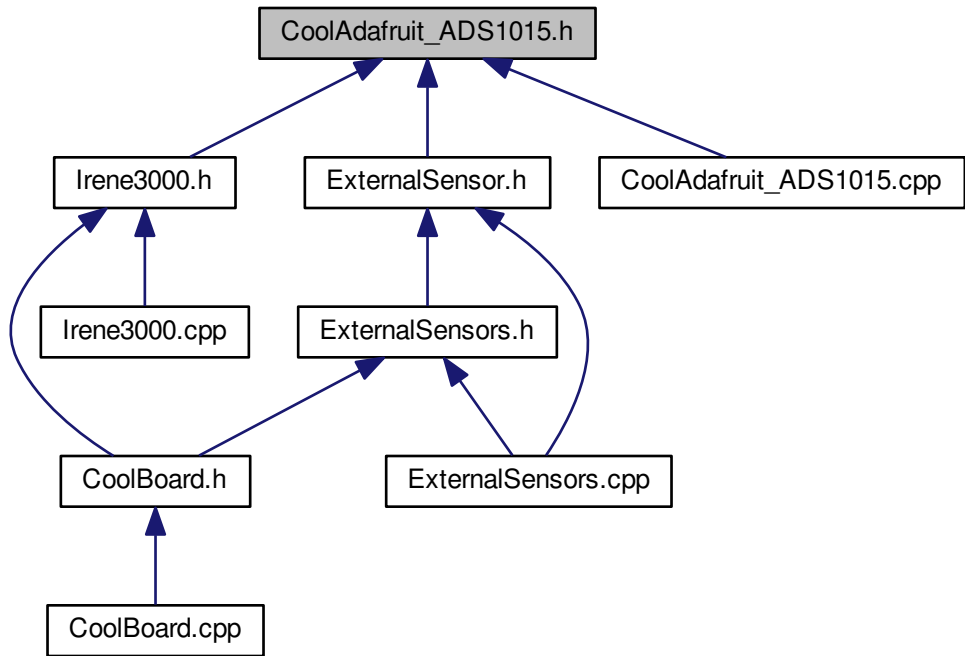 CoolAdafruit_ADS1015.h
Irene3000.h
ExternalSensor.h
CoolAdafruit_ADS1015.cpp
Irene3000.cpp
ExternalSensors.h
CoolBoard.h
ExternalSensors.cpp
CoolBoard.cpp